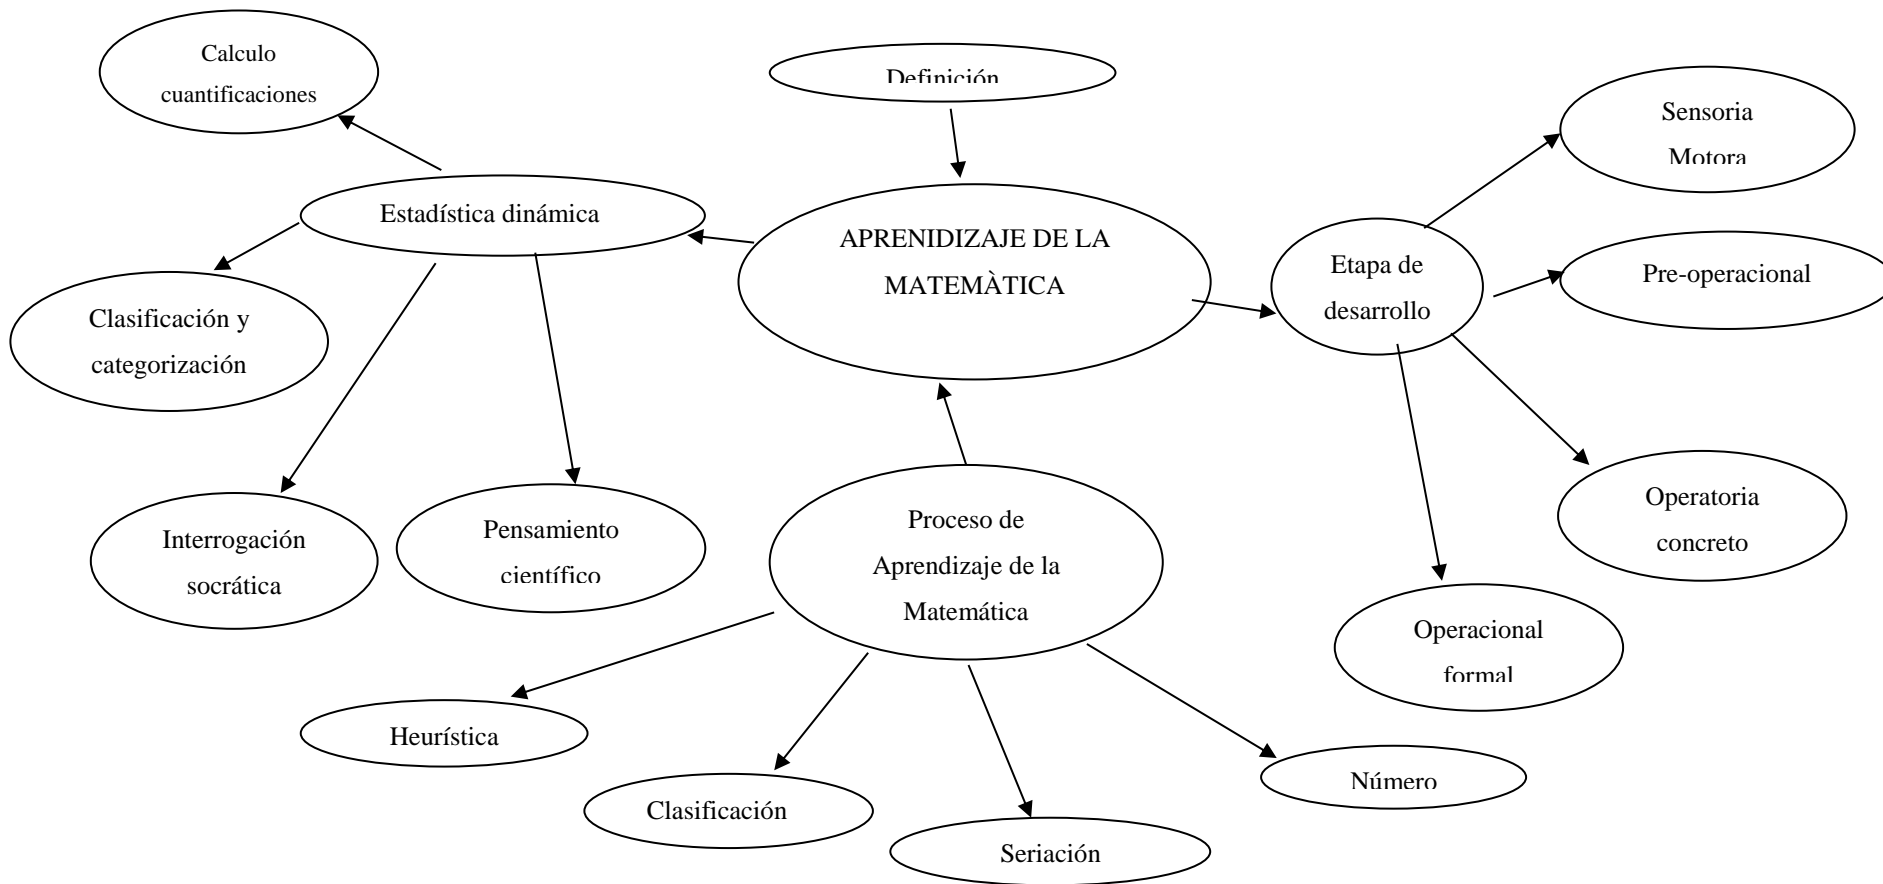 Calculo
cuantificaciones
Definición
Sensoria
Motora
Estadística dinámica
APRENIDIZAJE DE LA
MATEMÀTICA
Etapa de
desarrollo
Pre-operacional
Clasificación y
categorización
Interrogación
socrática
Pensamiento
científico
Proceso de
Aprendizaje de la
Matemática
Operatoria
concreto
Operacional
formal
Heurística
Clasificación
Seriación
Número